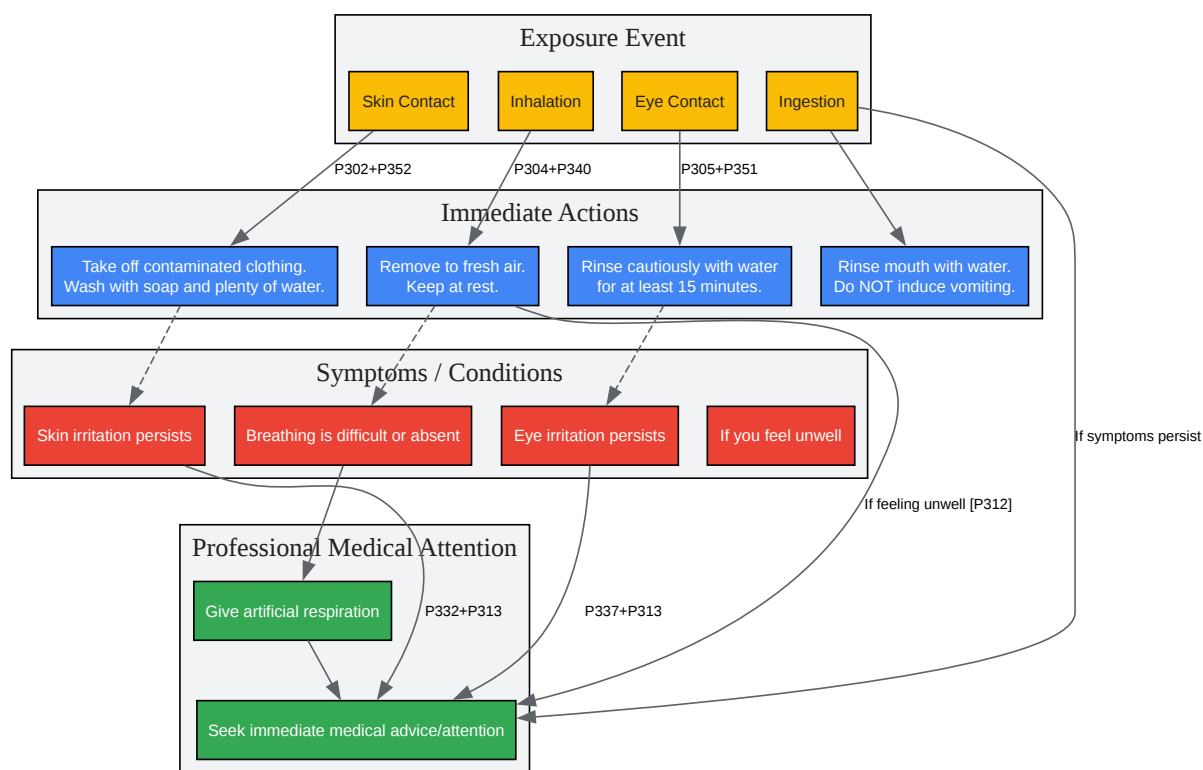 Exposure Event
Skin Contact
Inhalation
Eye Contact
Ingestion
P302+P352
P304+P340
P305+P351
Immediate Actions
Take off contaminated clothing.
Wash with soap and plenty of water.
Remove to fresh air.
Keep at rest.
Rinse cautiously with water
for at least 15 minutes.
Rinse mouth with water.
Do NOT induce vomiting.
Symptoms / Conditions
Skin irritation persists
Breathing is difficult or absent
Eye irritation persists
If you feel unwell
If symptoms persist
If feeling unwell [P312]
Professional Medical Attention
Give artificial respiration
P332+P313
P337+P313
Seek immediate medical advice/attention